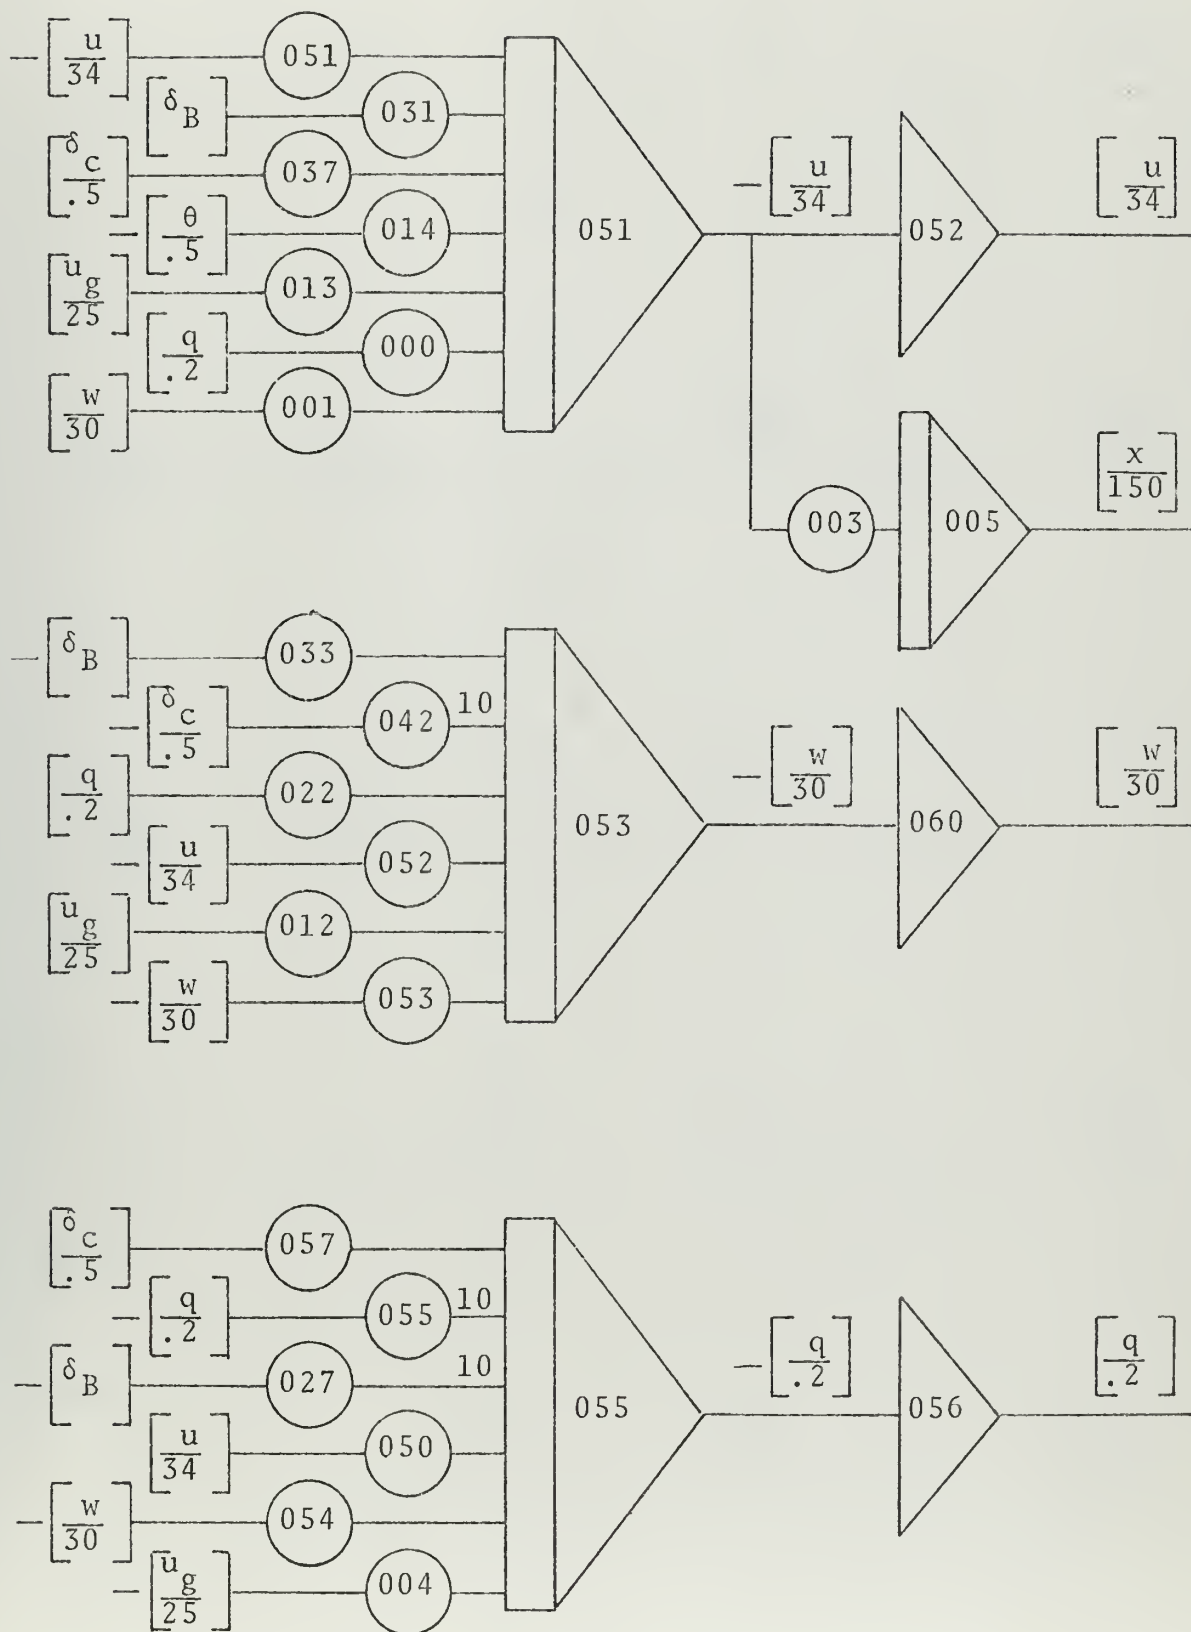 -[u/34] 051
[δB] 031
[δc/.5] 037
-[θ/.5] 014
[ug/25] 013
[q/.2] 000
[w/30] 001
051
-[u/34] 052 [u/34]
003 005 [x/150]
-[δB] 033
-[δc/.5] 042 10
[q/.2] 022
-[u/34] 052
[ug/25] 012
-[w/30] 053
053
-[w/30] 060 [w/30]
[δc/.5] 057
-[q/.2] 055 10
-[δB] 027 10
[u/34] 050
-[w/30] 054
-[ug/25] 004
055
-[q/.2] 056 [q/.2]